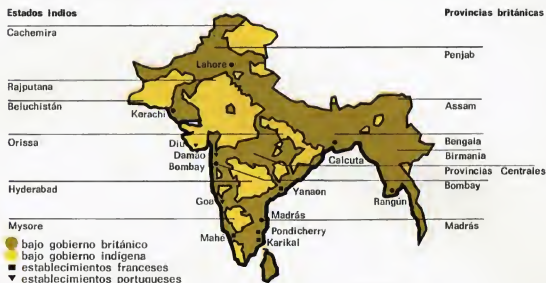 Estados Indios
Cachemira
Rajputana
Beluchistán
Orissa
Hyderabad
Mysore
Provincias británicas
Penjab
Assam
Bengala
Birmania
Provincias Centrales
Bombay
Madrás
Lahore
Karachi
Diu
Damão
Bombay
Calcuta
Yanaon
Goa
Rangún
Madrás
Mahé
Pondicherry
Karikal
bajo gobierno británico
bajo gobierno indígena
establecimientos franceses
establecimientos portugueses